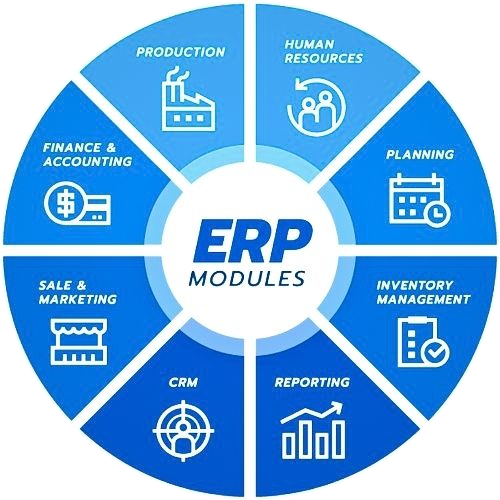 PRODUCTION
HUMAN
RESOURCES
FINANCE &
ACCOUNTING
PLANNING
ERP
MODULES
SALE &
MARKETING
INVENTORY
MANAGEMENT
CRM
REPORTING